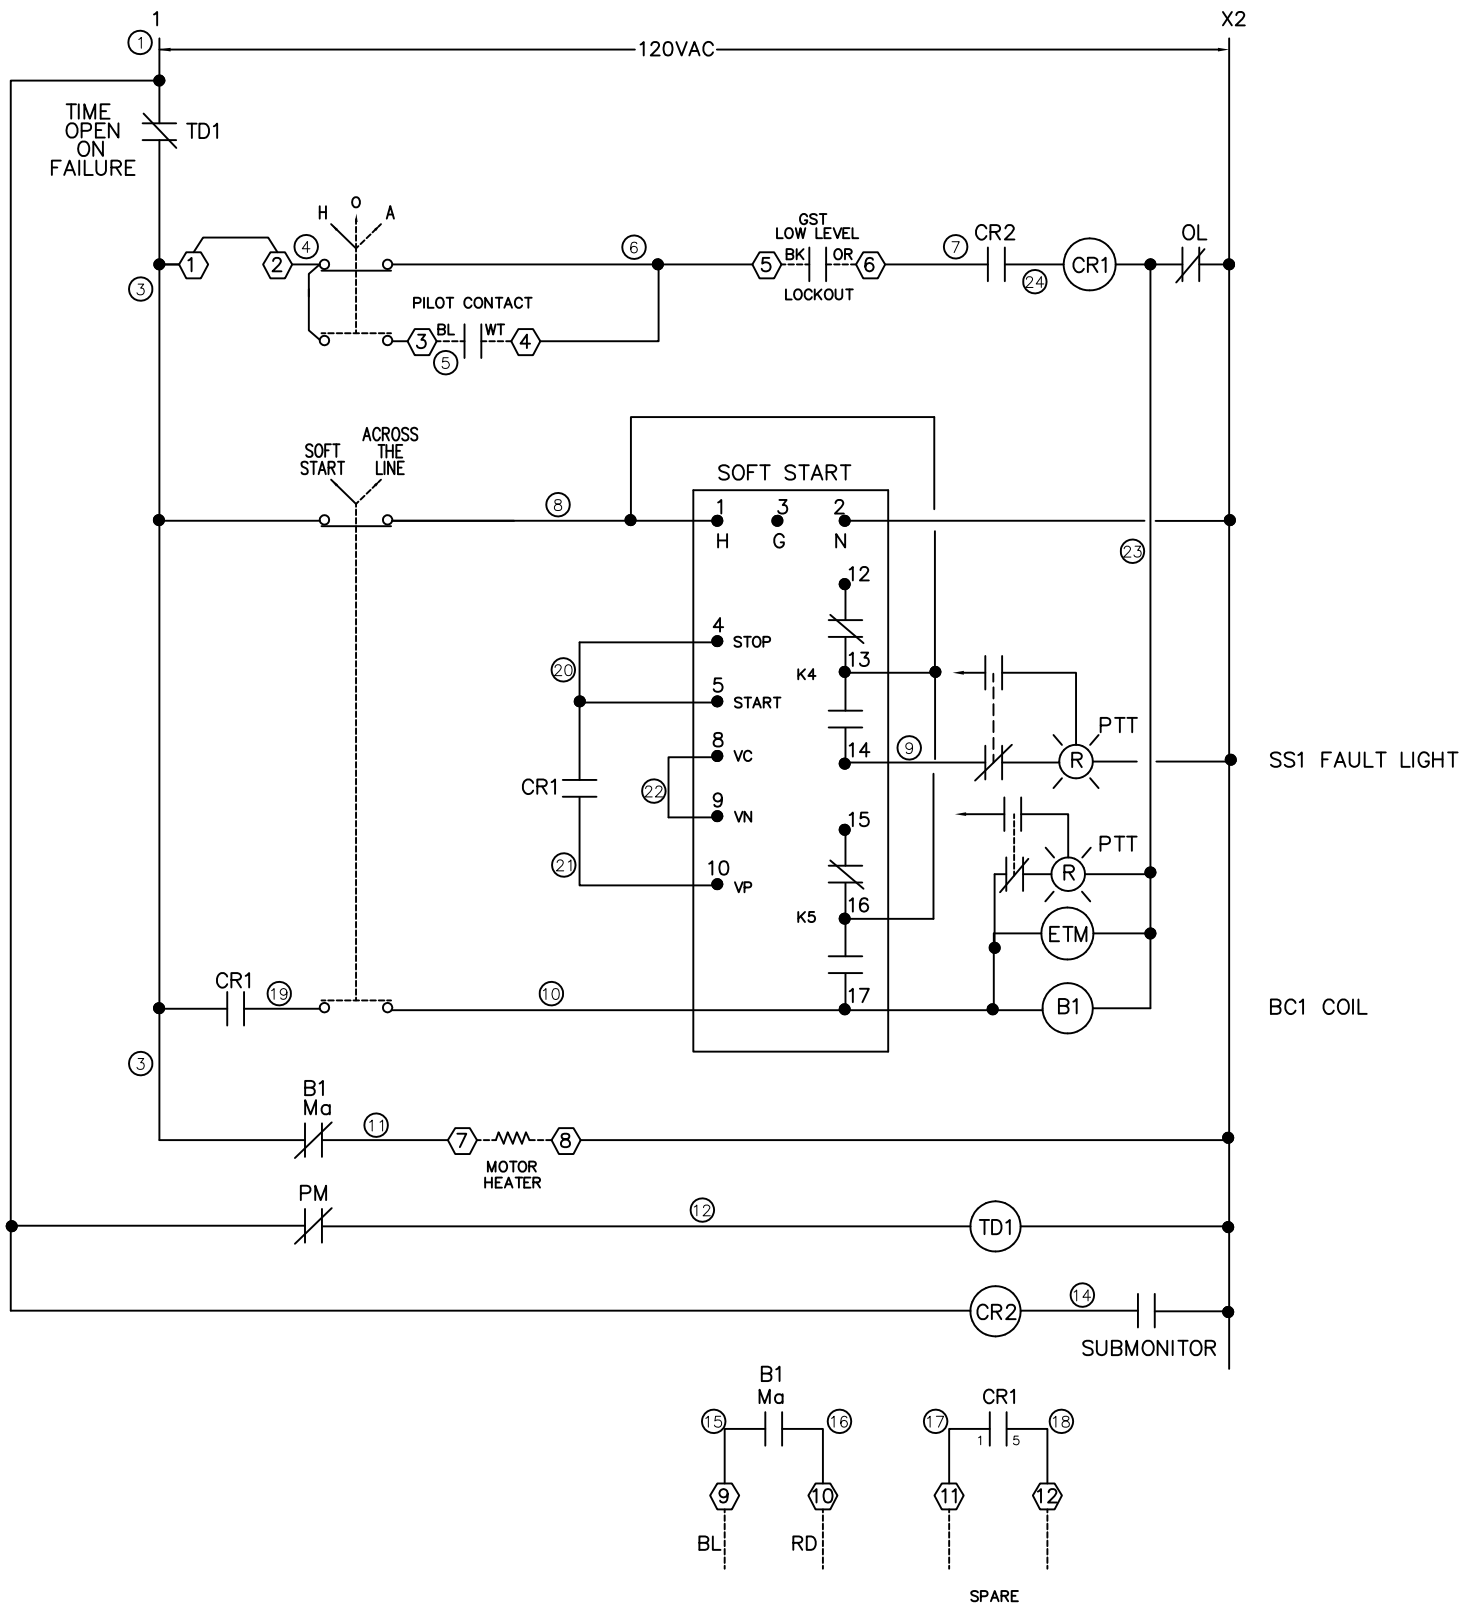 1
X2
1
120VAC
TIME
OPEN
ON
FAILURE
TD1
H
O
A
GST
LOW LEVEL
1
2
4
6
5
BK
OR
6
7
CR2
24
CR1
OL
LOCKOUT
3
PILOT CONTACT
3
BL
WT
4
5
SOFT
START
ACROSS
THE
LINE
SOFT START
8
1
3
2
H
G
N
23
12
4
STOP
20
13
K4
5
START
PTT
8
VC
14
9
R
SS1 FAULT LIGHT
CR1
22
9
VN
15
PTT
21
10
VP
R
16
K5
ETM
CR1
19
10
17
B1
BC1 COIL
3
B1
Ma
11
7
8
MOTOR
HEATER
PM
12
TD1
CR2
14
SUBMONITOR
B1
Ma
15
16
9
10
BL
RD
CR1
17
18
1
5
11
12
SPARE